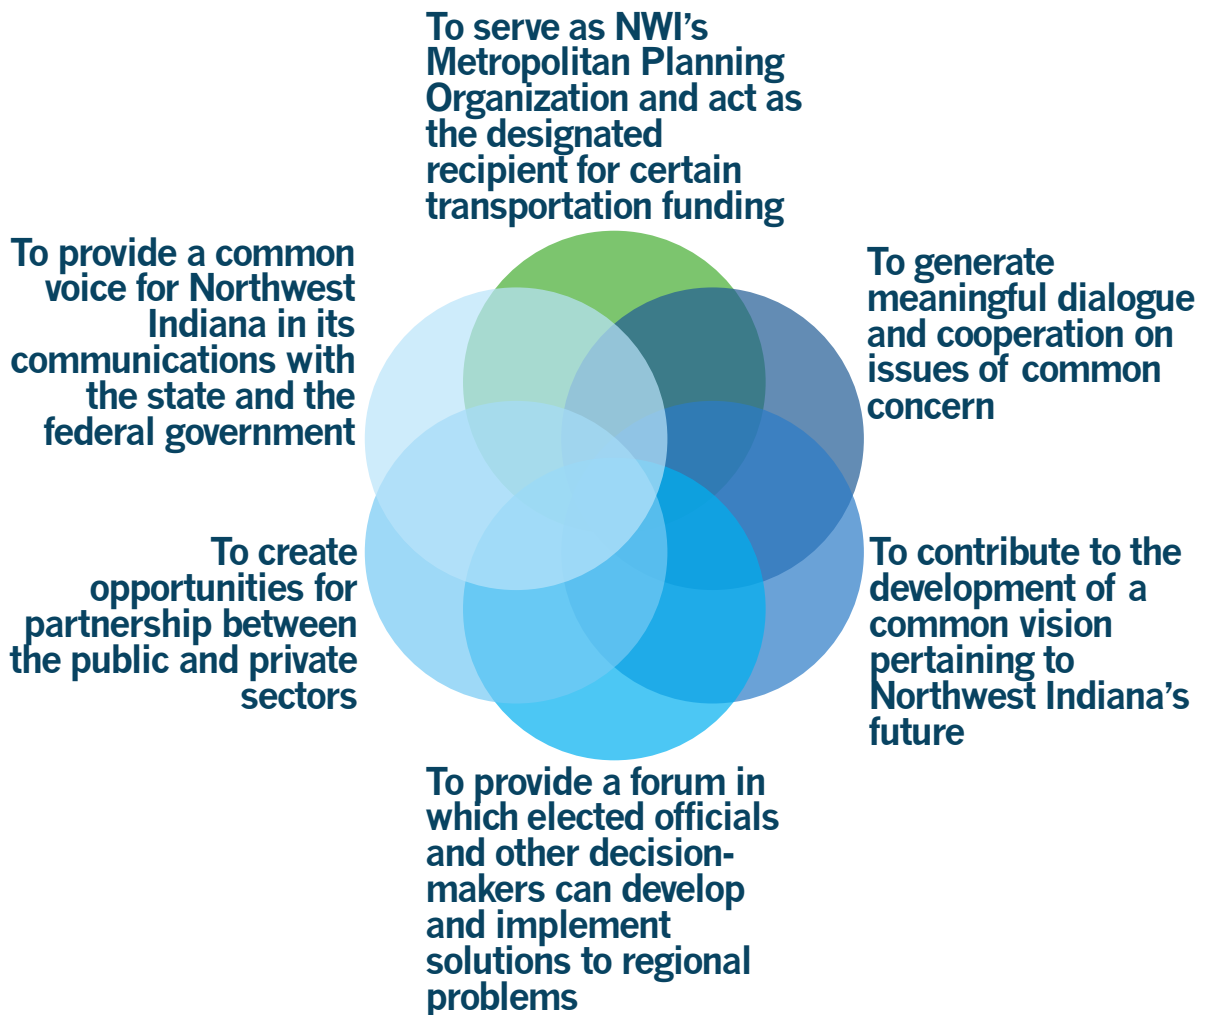 To serve as NWI’s
Metropolitan Planning
Organization and act as
the designated
recipient for certain
transportation funding
To provide a common
voice for Northwest
Indiana in its
communications with
the state and the
federal government
To generate
meaningful dialogue
and cooperation on
issues of common
concern
To create
opportunities for
partnership between
the public and private
sectors
To contribute to the
development of a
common vision
pertaining to
Northwest Indiana’s
future
To provide a forum in
which elected officials
and other decision-
makers can develop
and implement
solutions to regional
problems